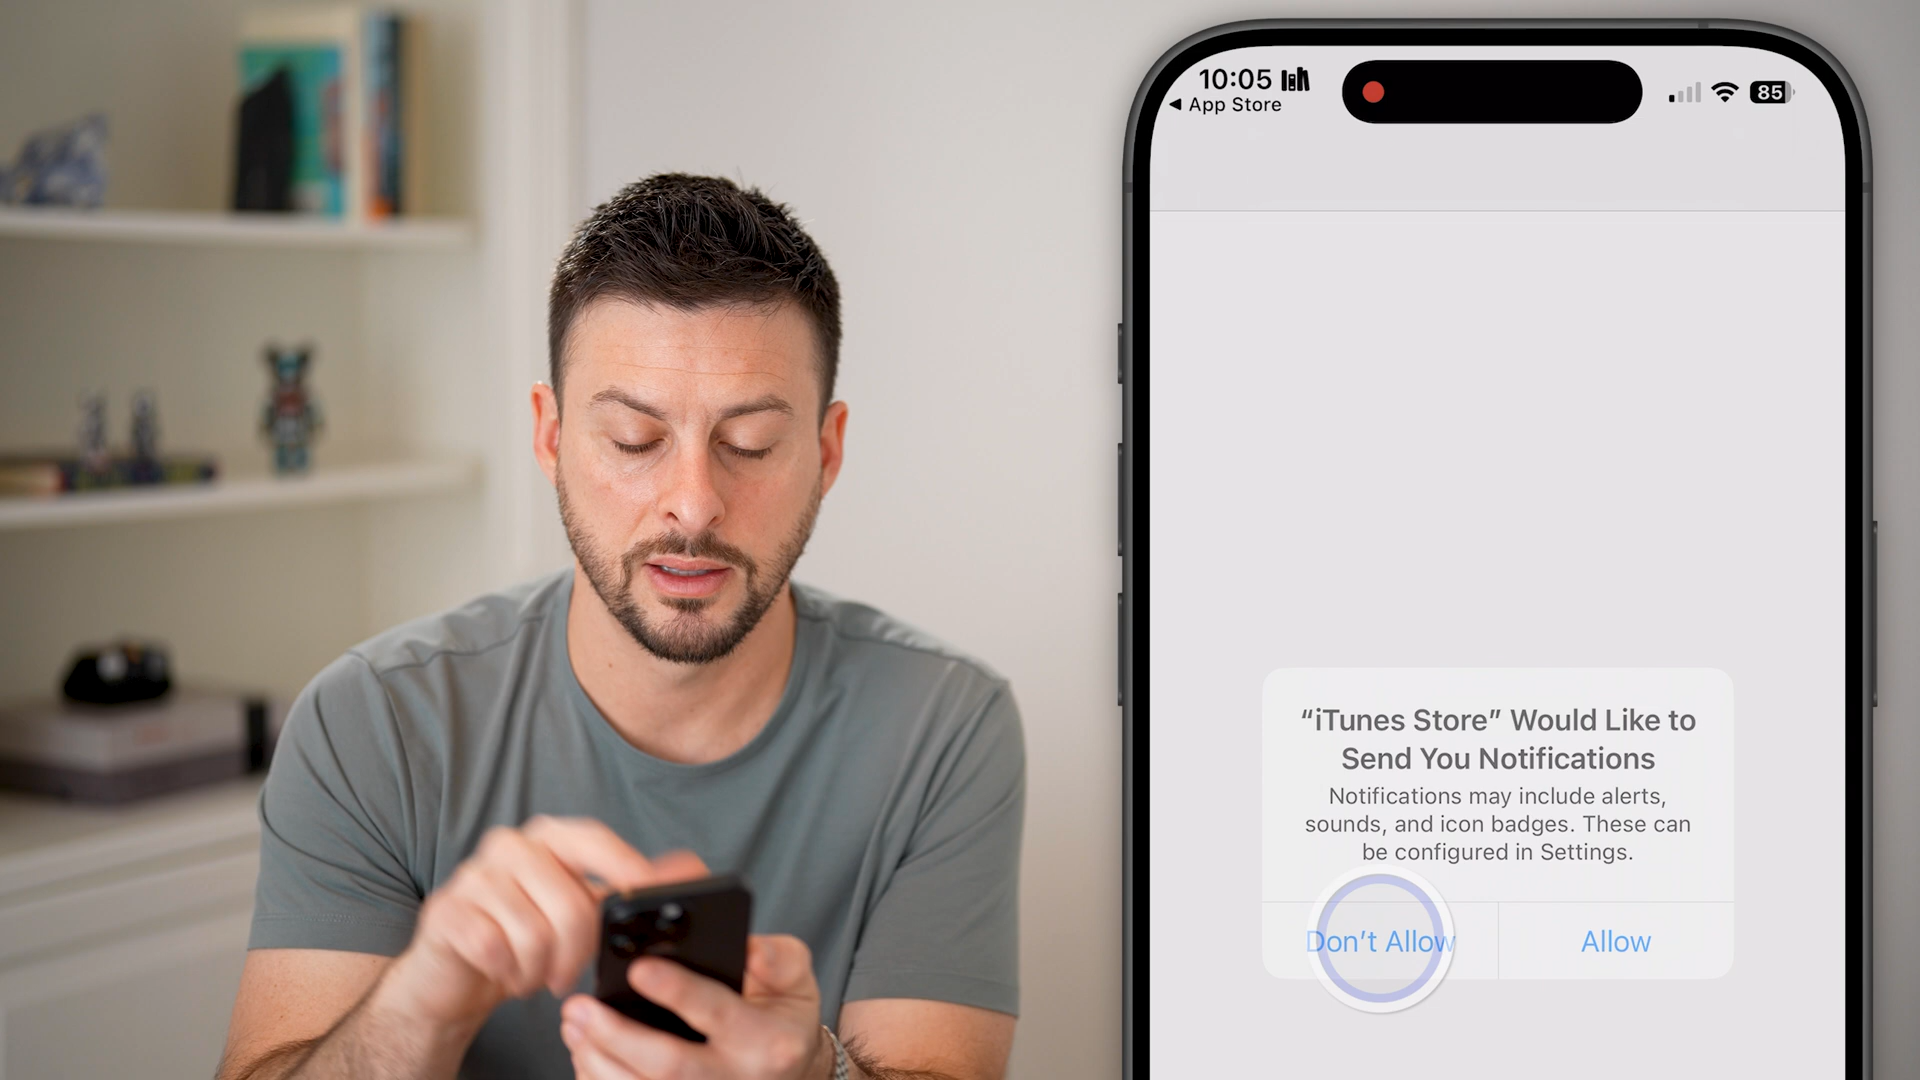 10:05
85
◀ App Store
“iTunes Store” Would Like to
Send You Notifications
Notifications may include alerts,
sounds, and icon badges. These can
be configured in Settings.
Don’t Allow
Allow